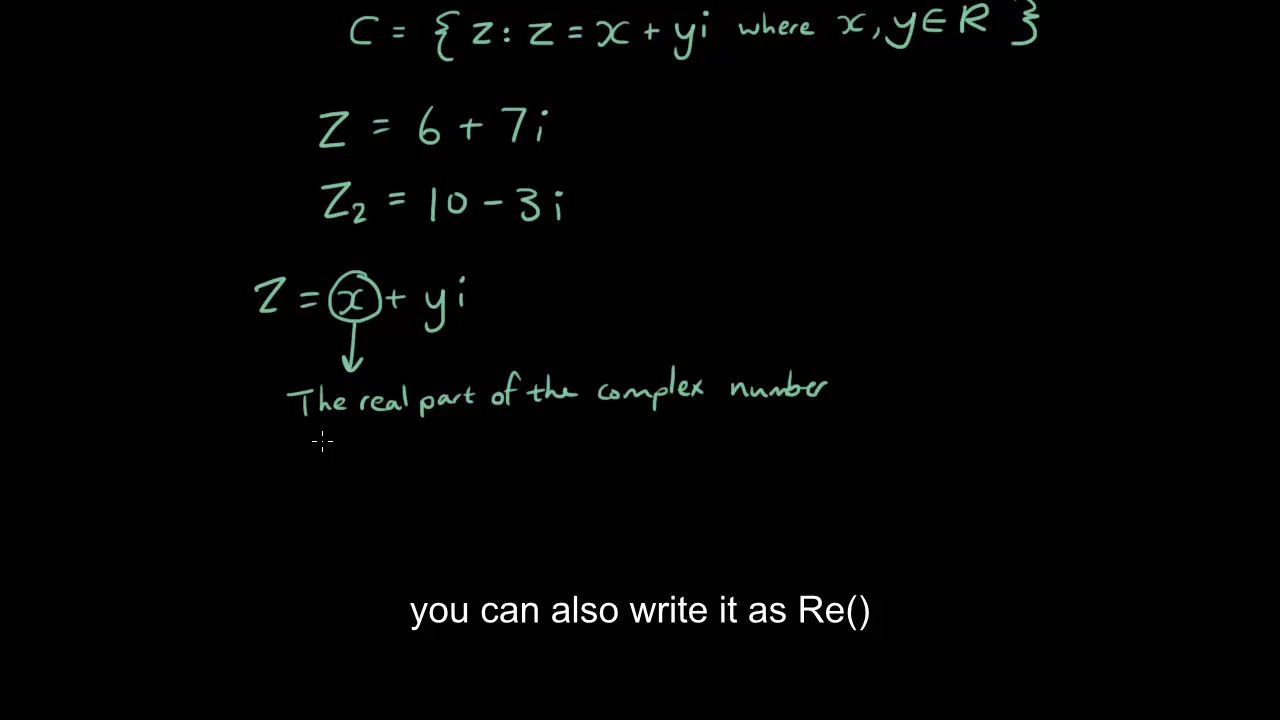 C = { z : z = x + yi where x, y ∈ R }
Z = 6 + 7i
Z₂ = 10 - 3i
Z = x + yi
The real part of the complex number
you can also write it as Re()